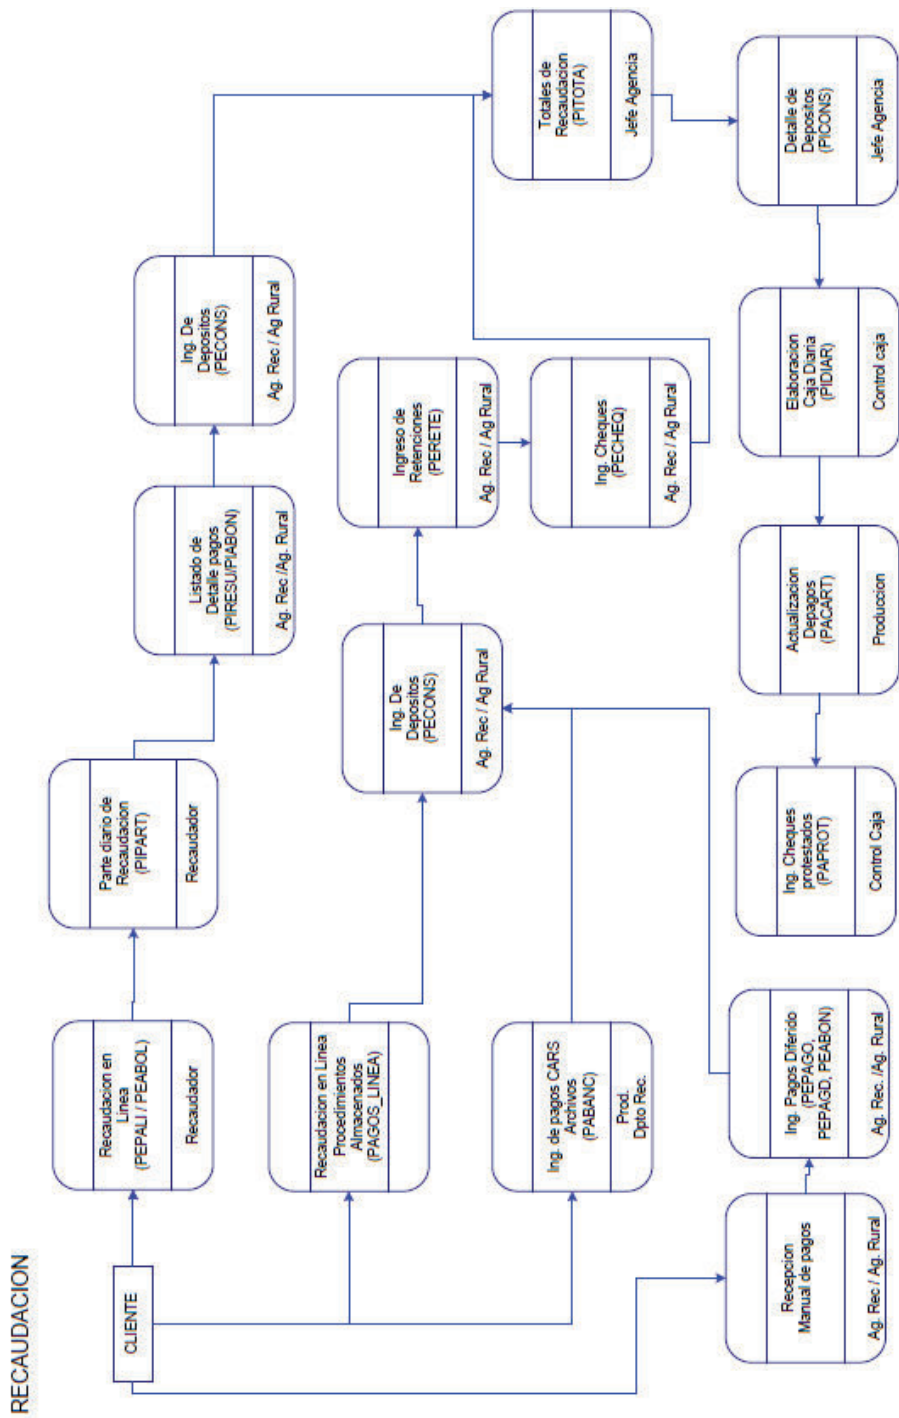 RECAUDACION
CLIENTE
Recaudacion en
Linea
(PEPALI / PEABOL)
Recaudador
Parte diario de
Recaudacion
(PIPART)
Recaudador
Listado de
Detalle pagos
(PIRESU/PIABON)
Ag. Rec /Ag. Rural
Ing. De
Depositos
(PECONS)
Ag. Rec / Ag Rural
Recaudacion en Linea
Procedimientos
Almacenados
(PAGOS_LINEA)
Ing. De
Depositos
(PECONS)
Ag. Rec / Ag Rural
Ingreso de
Retenciones
(PERETE)
Ag. Rec / Ag Rural
Ing. de pagos CARS
Archivos
(PABANC)
Prod.
Dpto Rec.
Ing. Cheques
(PECHEQ)
Ag. Rec / Ag Rural
Totales de
Recaudacion
(PITOTA)
Jefe Agencia
Recepcion
Manual de pagos
Ag. Rec / Ag. Rural
Ing. Pagos Diferido
(PEPAGO,
PEPAGD, PEABON)
Ag. Rec. /Ag. Rural
Ing. Cheques
protestados
(PAPROT)
Control Caja
Actualizacion
Depagos
(PACART)
Produccion
Elaboracion
Caja Diaria
(PIDIAR)
Control caja
Detalle de
Depositos
(PICONS)
Jefe Agencia